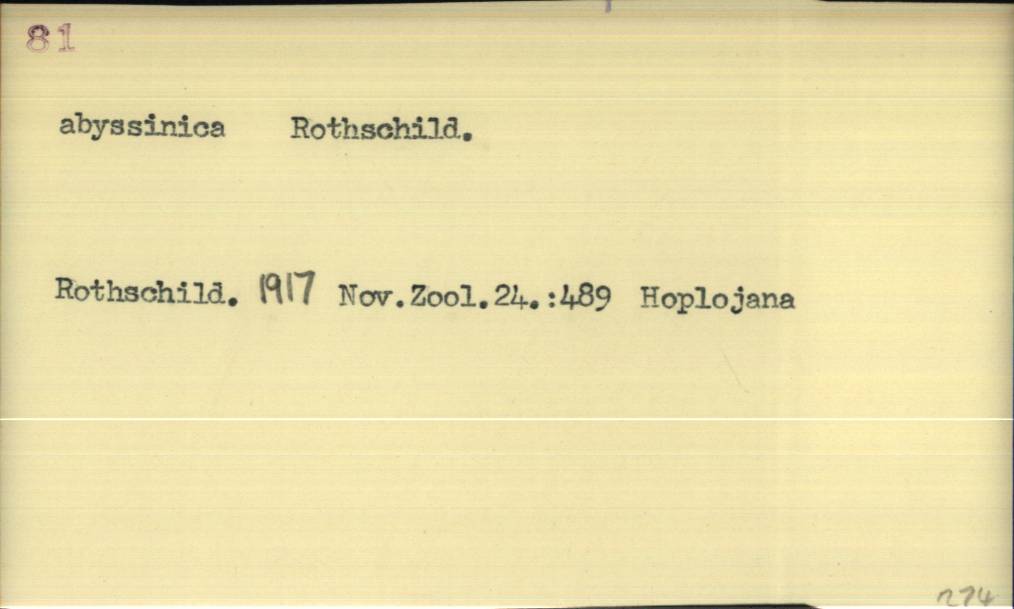 81
abyssinica Rothschild.
Rothschild. 1917 Nov.Zool.24.:489 Hoplojana
274